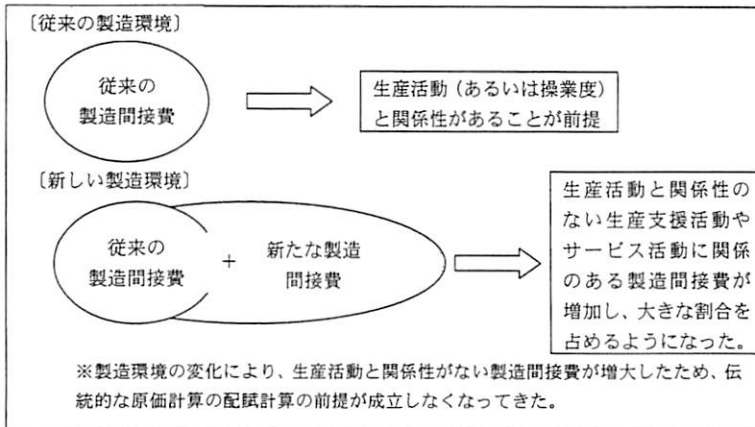 〔従来の製造環境〕
従来の
製造間接費
生産活動（あるいは操業度）
と関係性があることが前提
〔新しい製造環境〕
従来の
製造間接費
+
新たな製造
間接費
生産活動と関係性の
ない生産支援活動や
サービス活動に関係
のある製造間接費が
増加し、大きな割合を
占めるようになった。
※製造環境の変化により、生産活動と関係性がない製造間接費が増大したため、伝
統的な原価計算の配賦計算の前提が成立しなくなってきた。